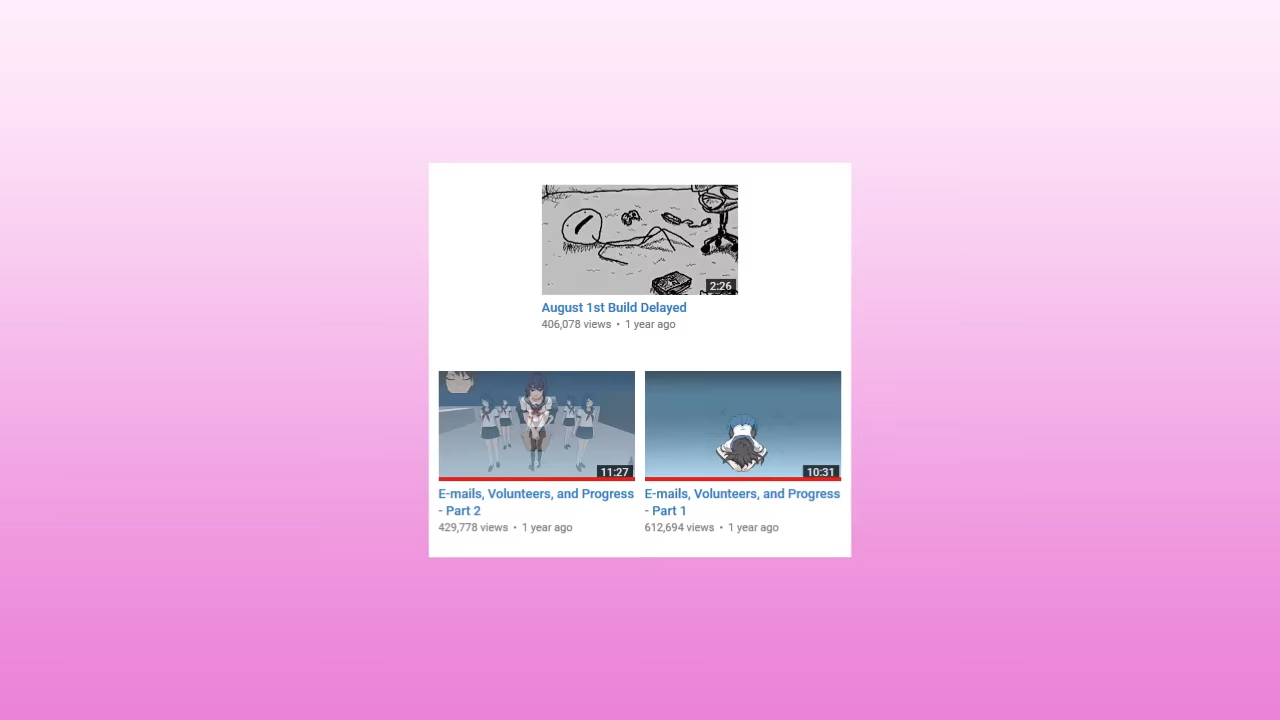 2:26
August 1st Build Delayed
406,078 views • 1 year ago
11:27
10:31
E-mails, Volunteers, and Progress
- Part 2
429,778 views • 1 year ago
E-mails, Volunteers, and Progress
- Part 1
612,694 views • 1 year ago